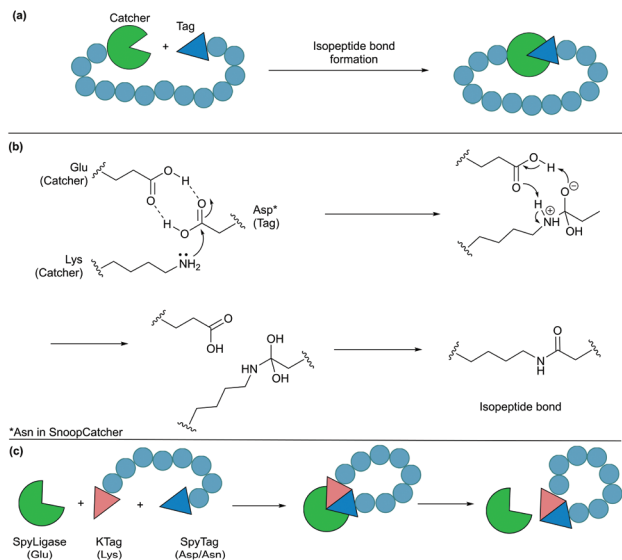 (a)
Catcher
Tag
+
Isopeptide bond
formation
(b)
Glu
(Catcher)
O
H
O
O
H
O
Asp*
(Tag)
Lys
(Catcher)
NH2
O
H
O
O⊖
H
⊕
NH
OH
O
OH
OH
HN
OH
O
N
H
Isopeptide bond
*Asn in SnoopCatcher
(c)
+
+
SpyLigase
(Glu)
KTag
(Lys)
SpyTag
(Asp/Asn)